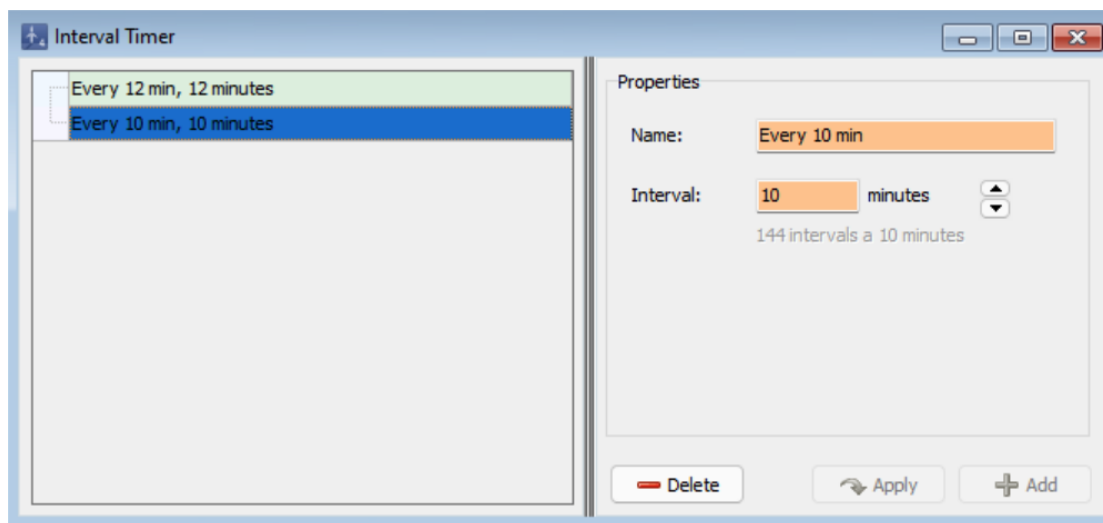 Interval Timer
Every 12 min, 12 minutes
Every 10 min, 10 minutes
Properties
Name: Every 10 min
Interval: 10 minutes
144 intervals a 10 minutes
Delete Apply Add